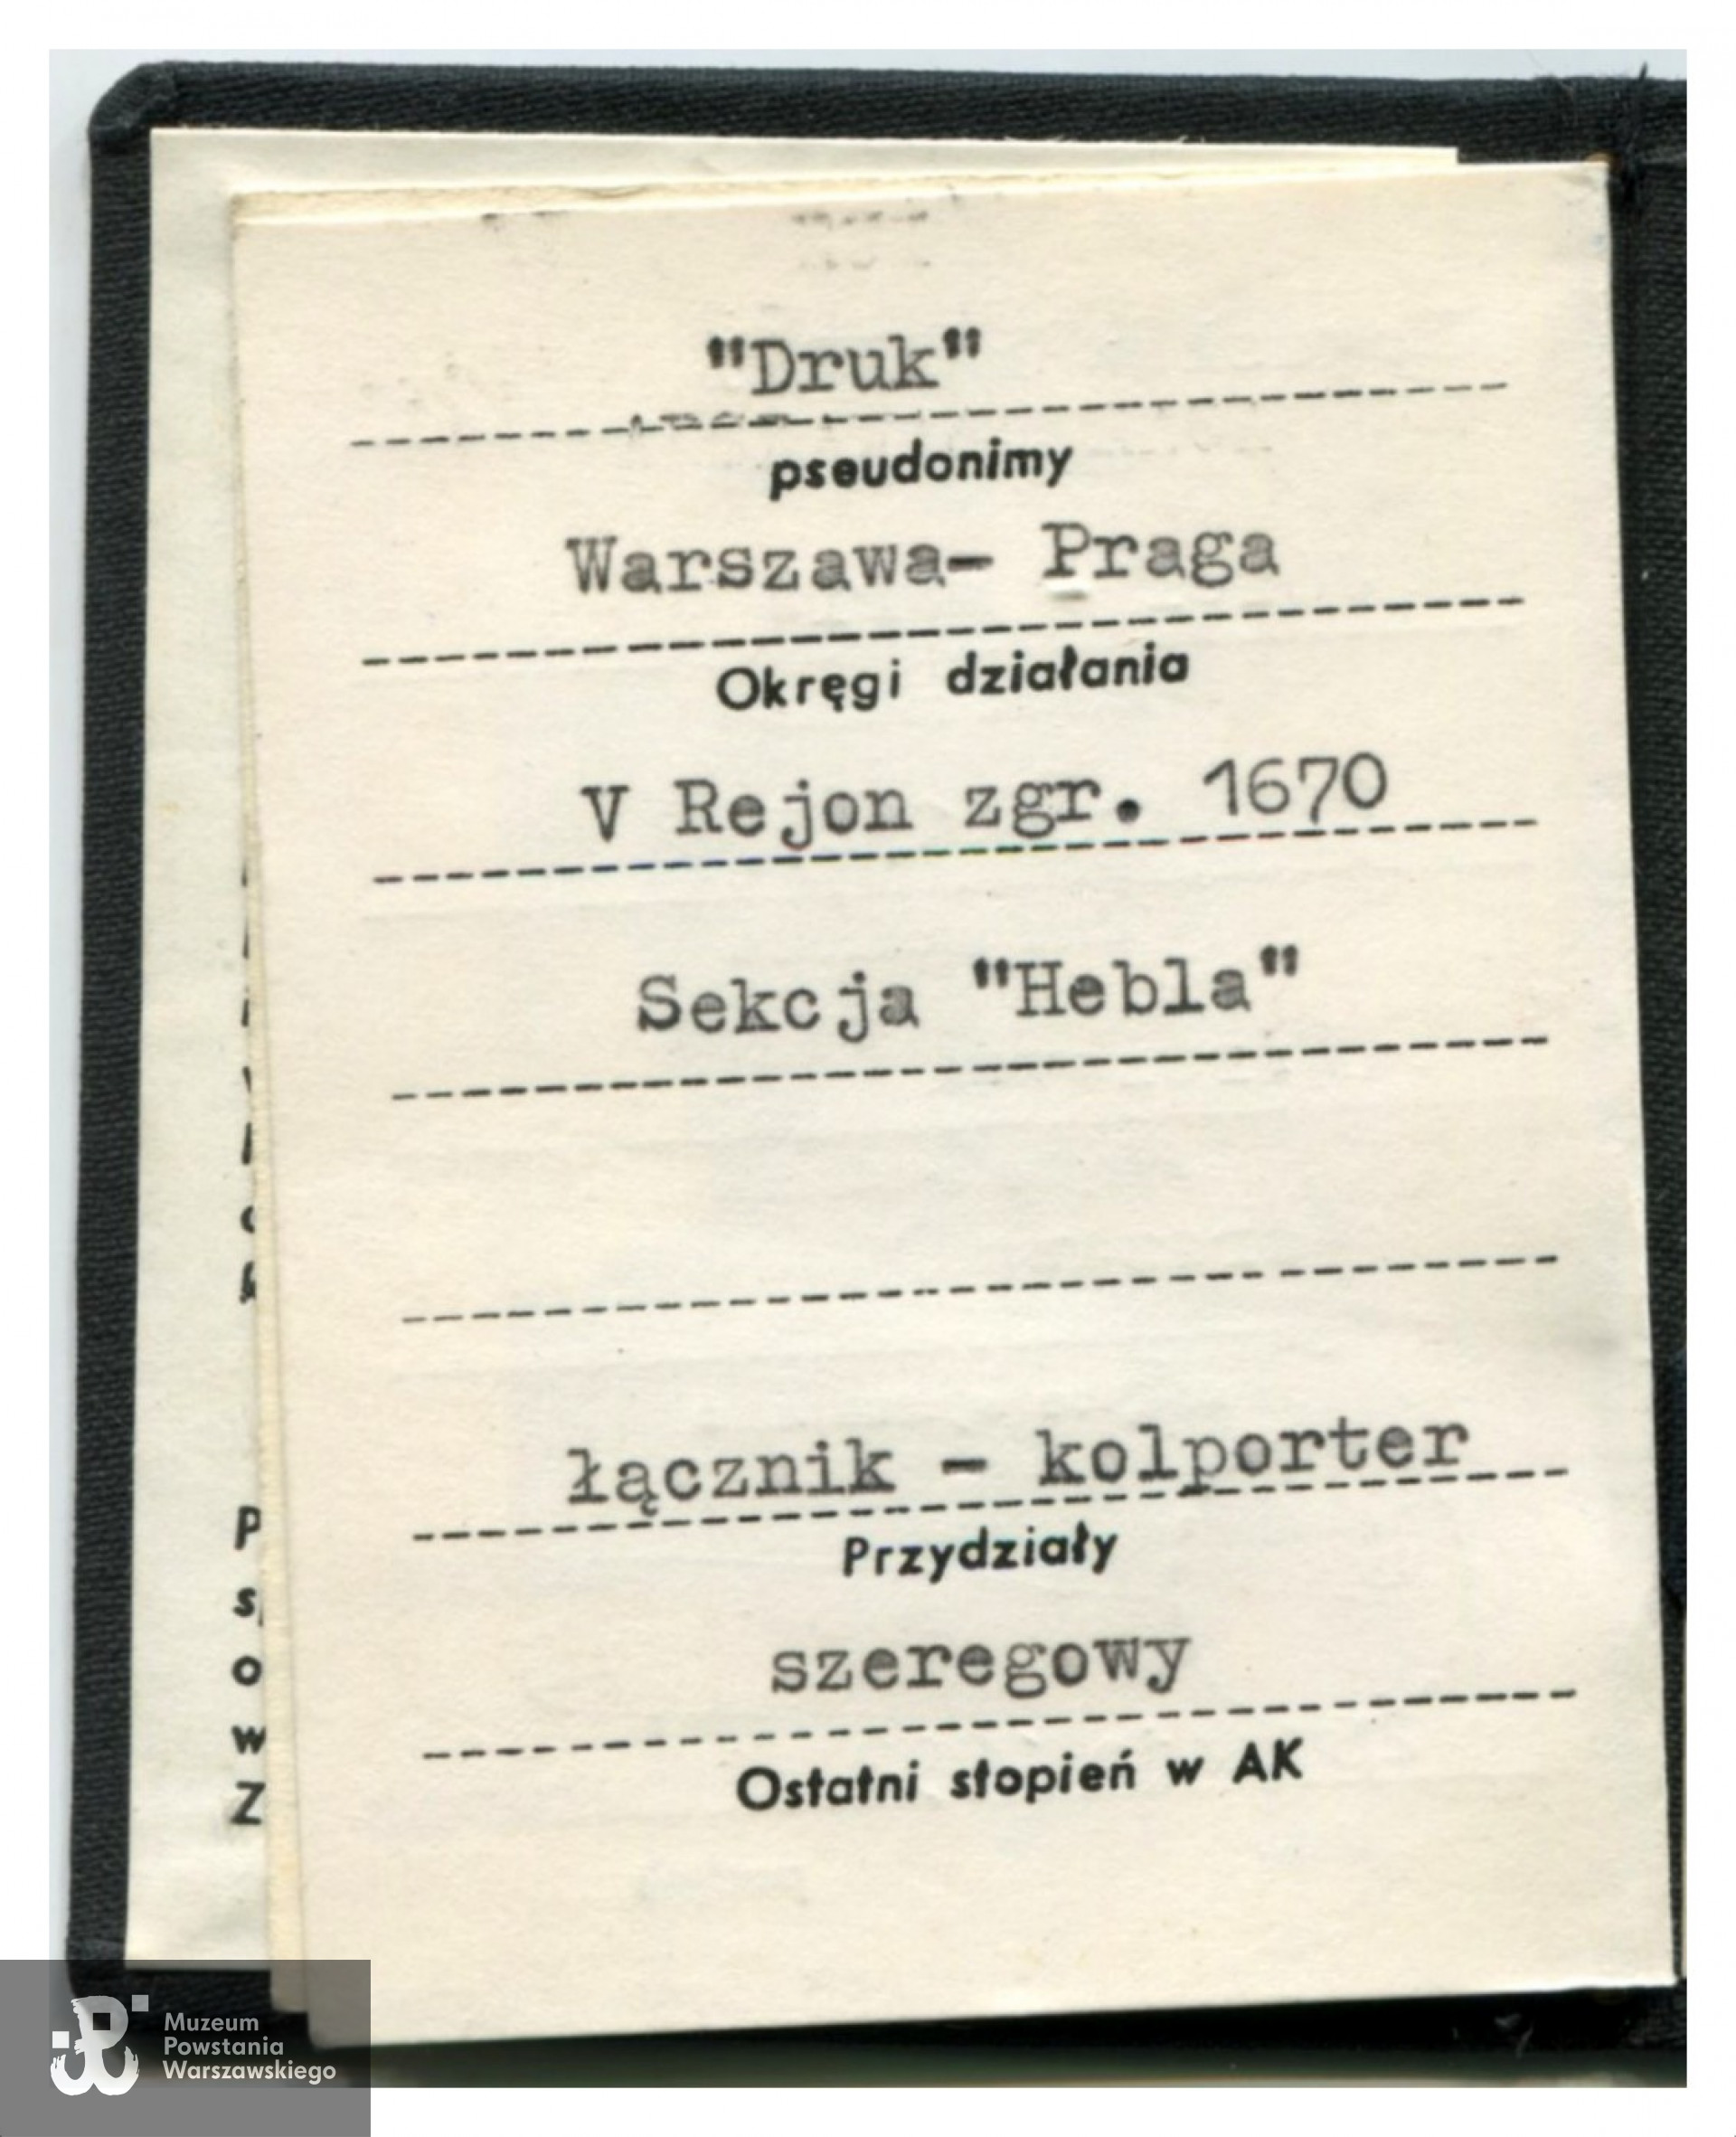 "Druk"
pseudonimy
Warszawa- Praga
Okręgi działania
V Rejon zgr. 1670
Sekcja "Hebla"
łącznik - kolporter
Przydziały
szeregowy
Ostatni stopień w AK
P
s
o
w
Z
Muzeum
Powstania
Warszawskiego